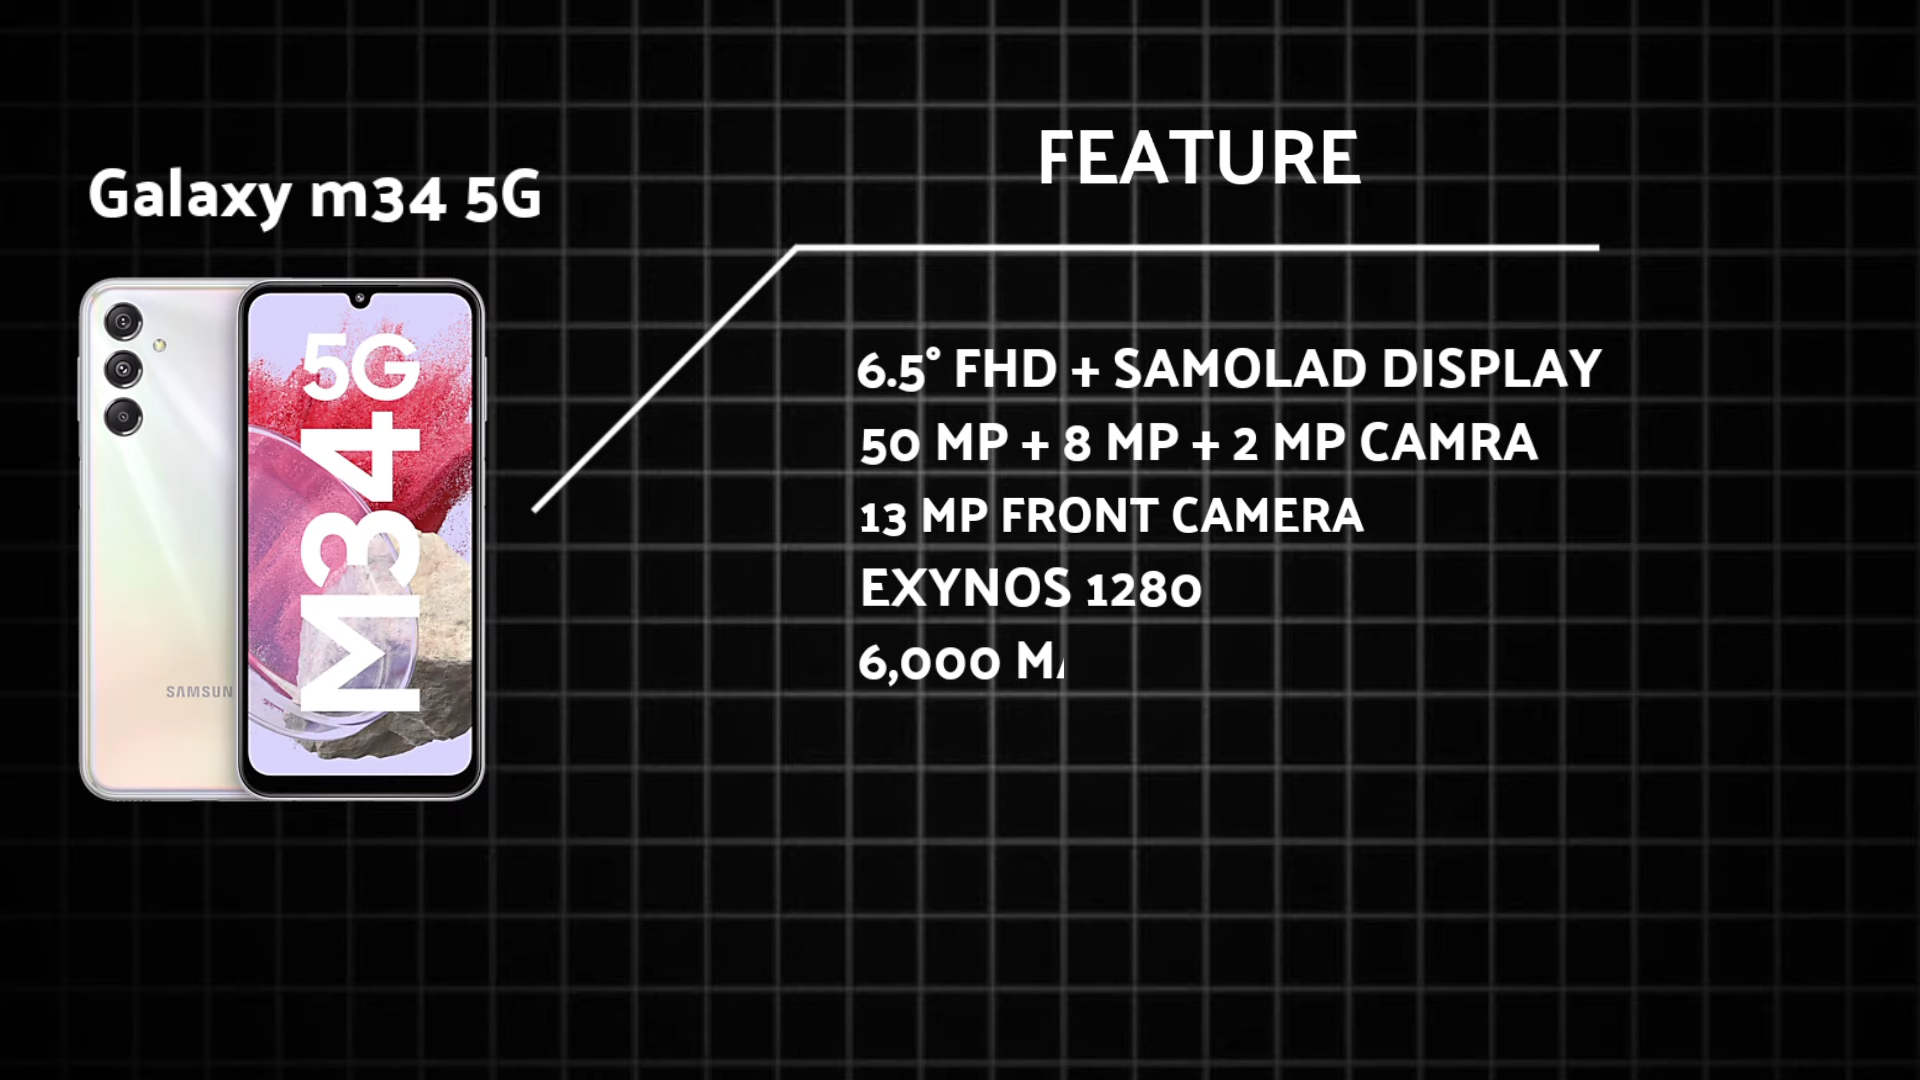 Galaxy m34 5G
SAMSUN
M34 5G
FEATURE
6.5° FHD + SAMOLAD DISPLAY
50 MP + 8 MP + 2 MP CAMRA
13 MP FRONT CAMERA
EXYNOS 1280
6,000 M